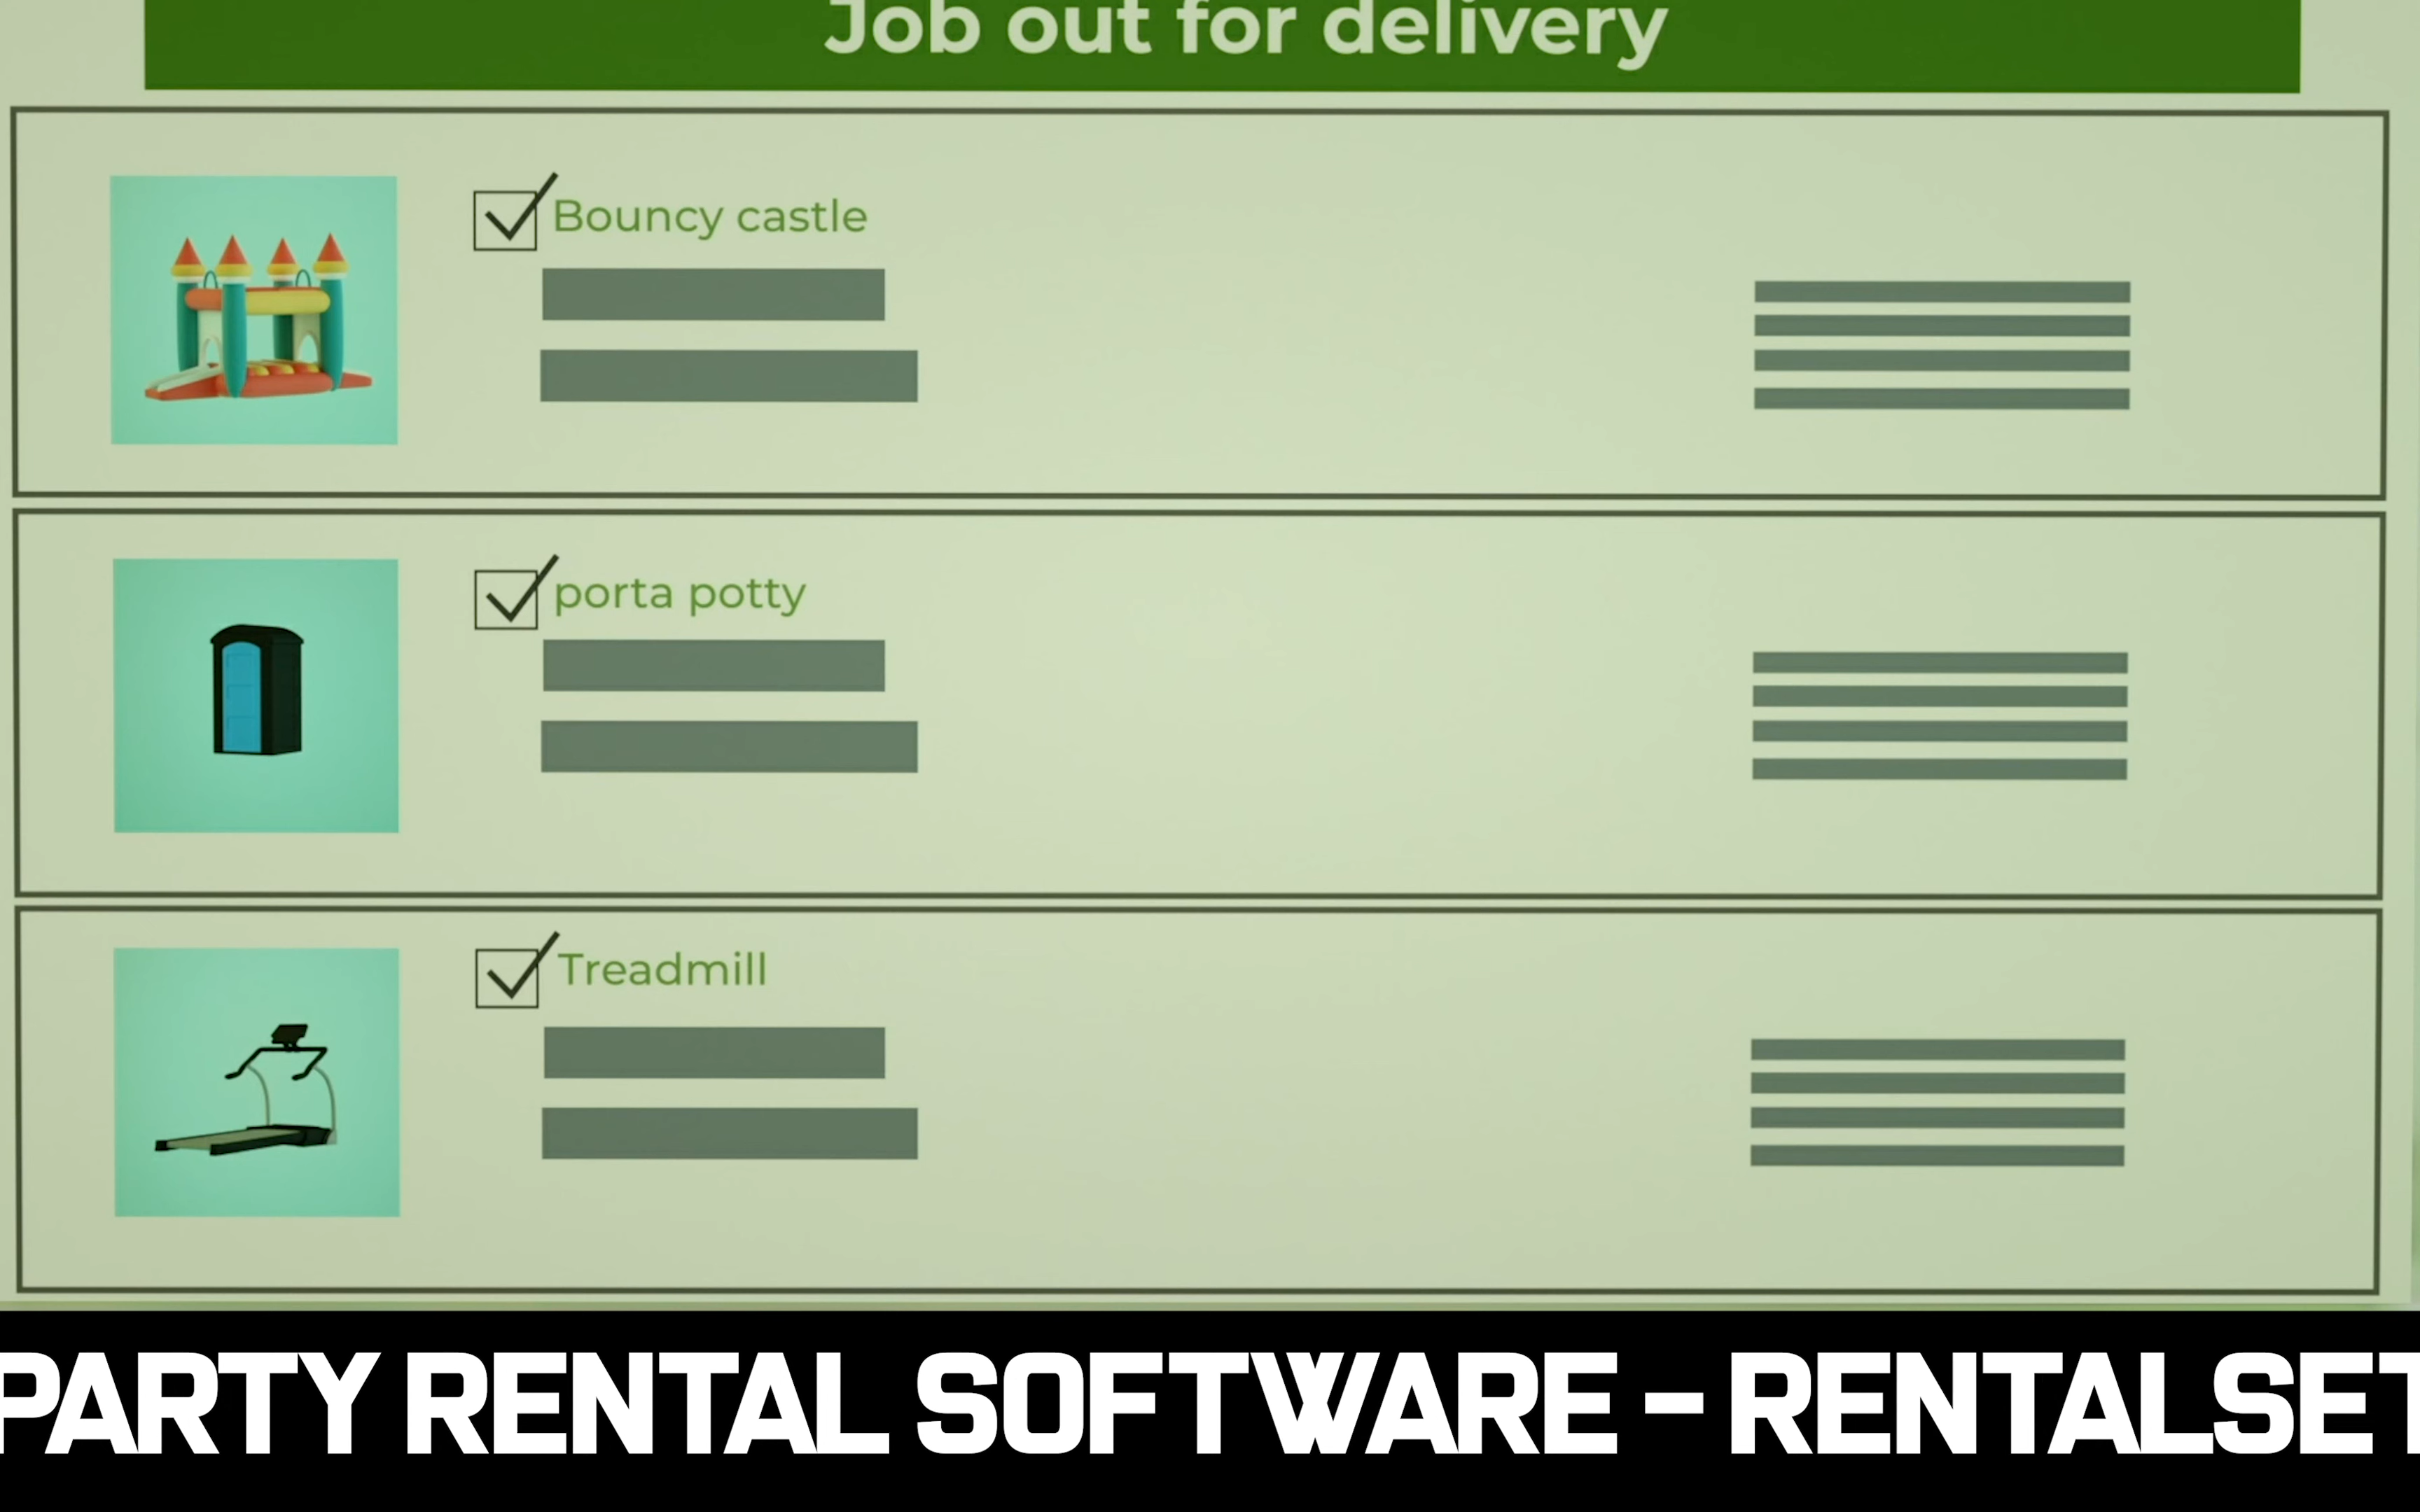 Job out for delivery
Bouncy castle
porta potty
Treadmill
PARTY RENTAL SOFTWARE – RENTALSET